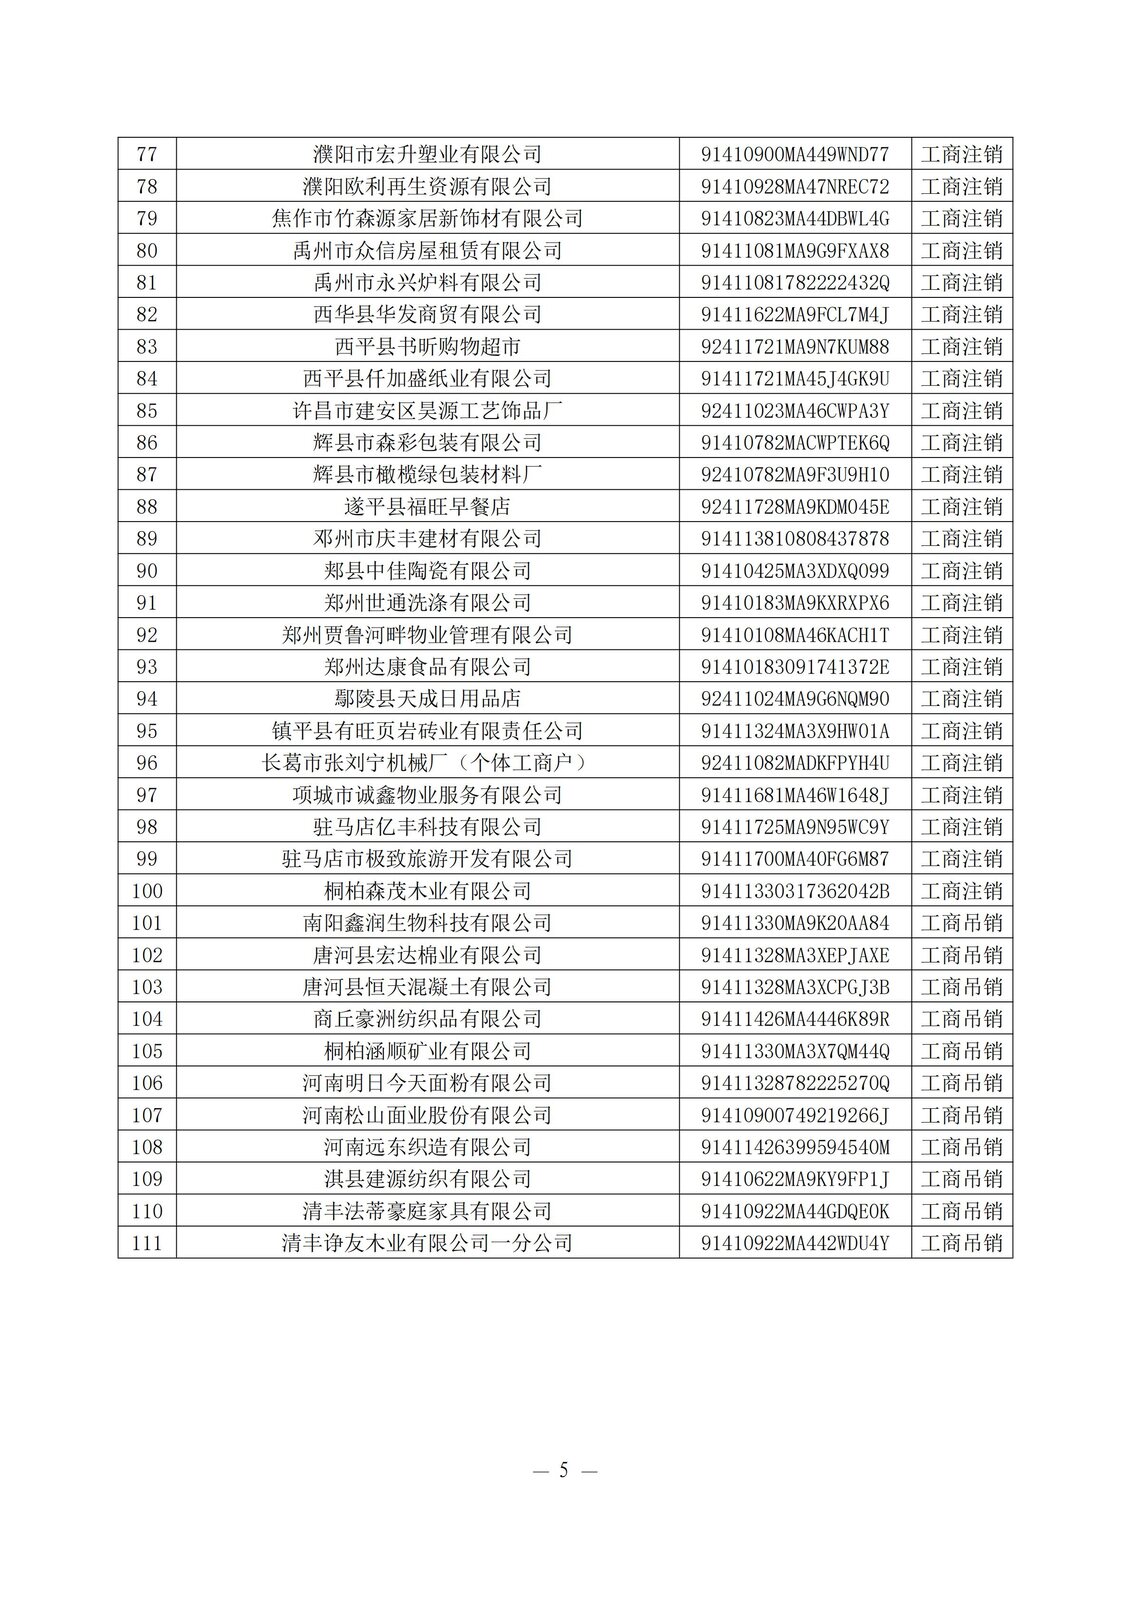 77 濮阳市宏升塑业有限公司 91410900MA449WND77 工商注销
78 濮阳欧利再生资源有限公司 91410928MA47NREC72 工商注销
79 焦作市竹森源家居新饰材有限公司 91410823MA44DBWL4G 工商注销
80 禹州市众信房屋租赁有限公司 91411081MA9G9FXAX8 工商注销
81 禹州市永兴炉料有限公司 91411081782222432Q 工商注销
82 西华县华发商贸有限公司 91411622MA9FCL7M4J 工商注销
83 西平县书昕购物超市 92411721MA9N7KUM88 工商注销
84 西平县仟加盛纸业有限公司 91411721MA45J4GK9U 工商注销
85 许昌市建安区昊源工艺饰品厂 92411023MA46CWPA3Y 工商注销
86 辉县市森彩包装有限公司 91410782MACWPTEK6Q 工商注销
87 辉县市橄榄绿包装材料厂 92410782MA9F3U9H10 工商注销
88 遂平县福旺早餐店 92411728MA9KDM045E 工商注销
89 邓州市庆丰建材有限公司 914113810808437878 工商注销
90 郏县中佳陶瓷有限公司 91410425MA3XDXQ099 工商注销
91 郑州世通洗涤有限公司 91410183MA9KXRXPX6 工商注销
92 郑州贾鲁河畔物业管理有限公司 91410108MA46KACH1T 工商注销
93 郑州达康食品有限公司 91410183091741372E 工商注销
94 鄢陵县天成日用品店 92411024MA9G6NQM90 工商注销
95 镇平县有旺页岩砖业有限责任公司 91411324MA3X9HW01A 工商注销
96 长葛市张刘宁机械厂（个体工商户） 92411082MADKFPYH4U 工商注销
97 项城市诚鑫物业服务有限公司 91411681MA46W1648J 工商注销
98 驻马店亿丰科技有限公司 91411725MA9N95WC9Y 工商注销
99 驻马店市极致旅游开发有限公司 91411700MA40FG6M87 工商注销
100 桐柏森茂木业有限公司 91411330317362042B 工商注销
101 南阳鑫润生物科技有限公司 91411330MA9K20AA84 工商吊销
102 唐河县宏达棉业有限公司 91411328MA3XEPJAXE 工商吊销
103 唐河县恒天混凝土有限公司 91411328MA3XCPGJ3B 工商吊销
104 商丘豪洲纺织品有限公司 91411426MA4446K89R 工商吊销
105 桐柏涵顺矿业有限公司 91411330MA3X7QM44Q 工商吊销
106 河南明日今天面粉有限公司 91411328782225270Q 工商吊销
107 河南松山面业股份有限公司 91410900749219266J 工商吊销
108 河南远东织造有限公司 91411426399594540M 工商吊销
109 淇县建源纺织有限公司 91410622MA9KY9FP1J 工商吊销
110 清丰法蒂豪庭家具有限公司 91410922MA44GDQE0K 工商吊销
111 清丰诤友木业有限公司一分公司 91410922MA442WDU4Y 工商吊销
— 5 —